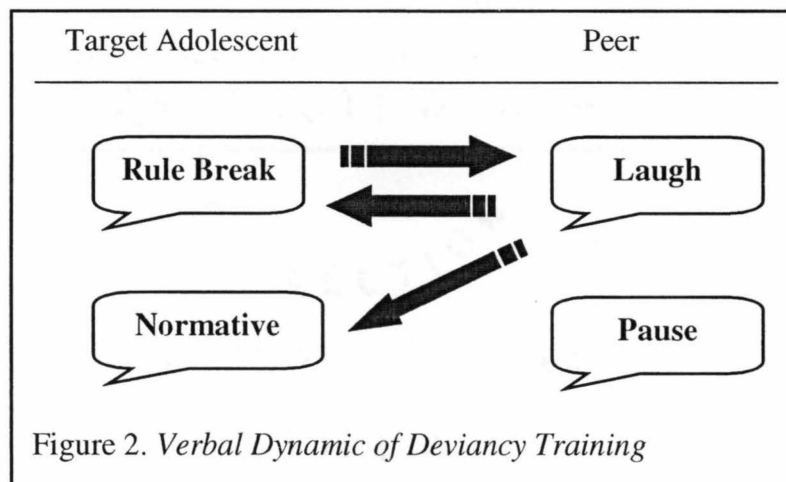 Target Adolescent Peer
Rule Break Laugh
Normative Pause
Figure 2. Verbal Dynamic of Deviancy Training